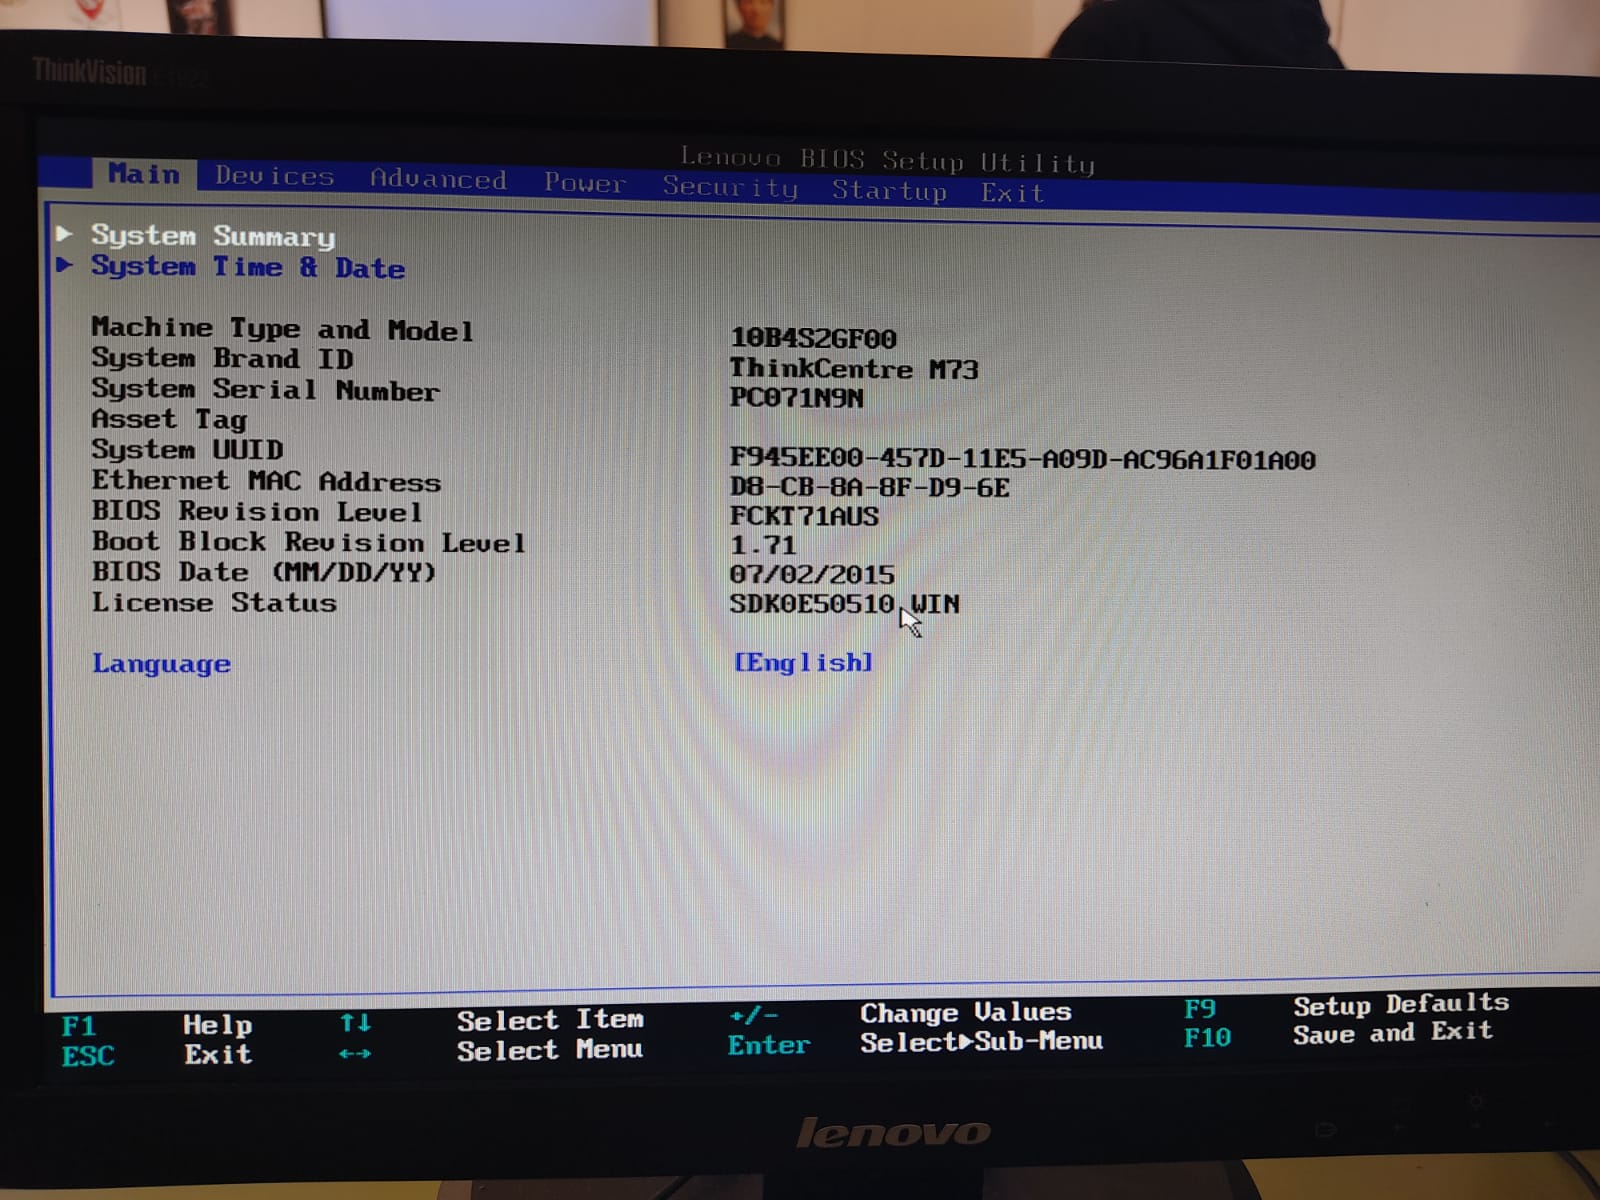 ThinkVision
Lenovo BIOS Setup Utility
Main Devices Advanced Power Security Startup Exit
System Summary
System Time & Date
Machine Type and Model 10B4S2GF00
System Brand ID ThinkCentre M73
System Serial Number PC071N9N
Asset Tag
System UUID F945EE00-457D-11E5-A09D-AC96A1F01A00
Ethernet MAC Address D8-CB-8A-8F-D9-6E
BIOS Revision Level FCKT71AUS
Boot Block Revision Level 1.71
BIOS Date (MM/DD/YY) 07/02/2015
License Status SDK0E50510 WIN
Language [English]
F1 Help ↑↓ Select Item +/- Change Values F9 Setup Defaults
ESC Exit ←→ Select Menu Enter Select▶Sub-Menu F10 Save and Exit
lenovo